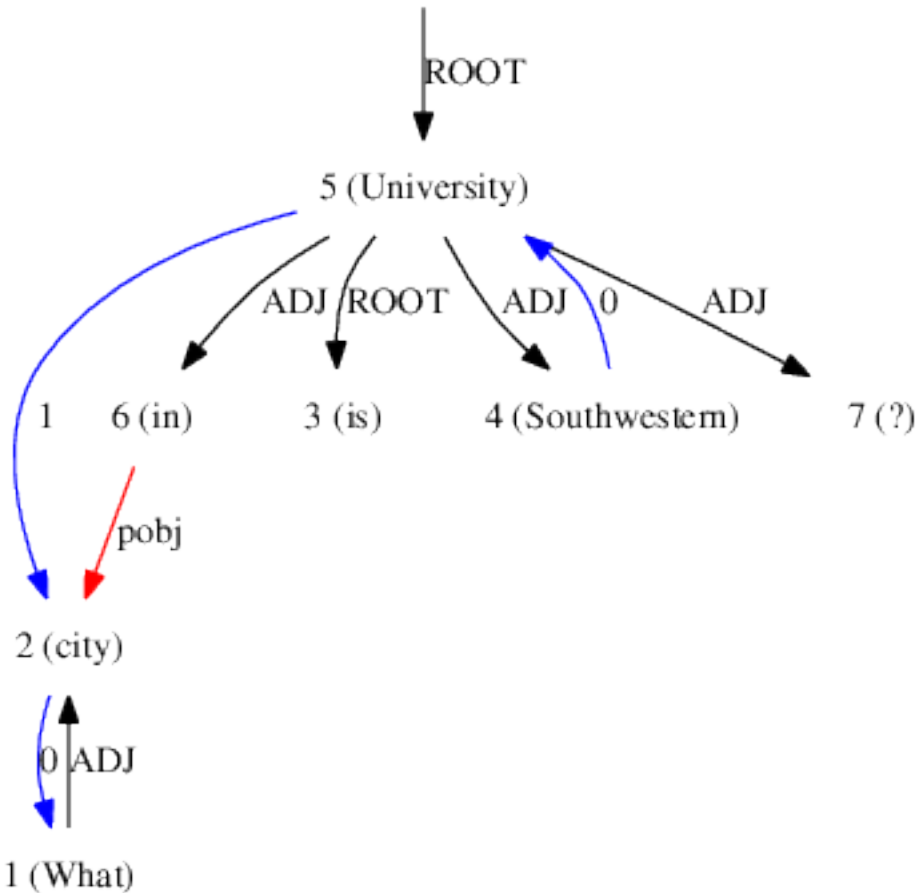 ROOT
5 (University)
ADJ ROOT ADJ 0 ADJ
1 6 (in) 3 (is) 4 (Southwestern) 7 (?)
pobj
2 (city)
0 ADJ
1 (What)